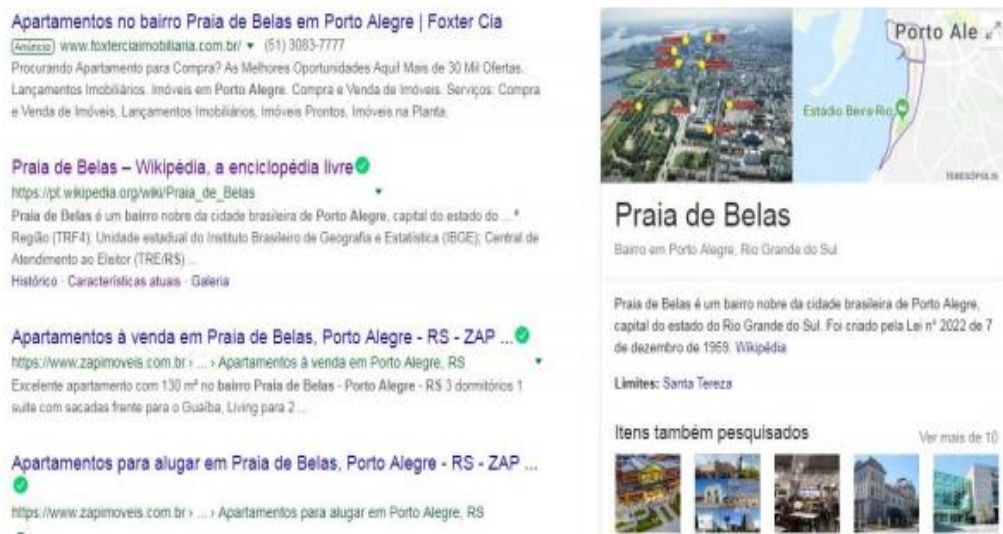 Apartamentos no bairro Praia de Belas em Porto Alegre | Foxter Cia
Anúncio www.foxterciaimobiliaria.com.br/ (51) 3083-7777
Procurando Apartamento para Compra? As Melhores Oportunidades Aqui! Mais de 30 Mil Ofertas.
Lançamentos Imobiliários. Imóveis em Porto Alegre. Compra e Venda de Imóveis. Serviços: Compra
e Venda de Imóveis, Lançamentos Imobiliários, Imóveis Prontos, Imóveis na Planta.
Praia de Belas – Wikipédia, a enciclopédia livre
https://pt.wikipedia.org/wiki/Praia_de_Belas
Praia de Belas é um bairro nobre da cidade brasileira de Porto Alegre, capital do estado do ... ª
Região (TRF4); Unidade estadual do Instituto Brasileiro de Geografia e Estatística (IBGE); Central de
Atendimento ao Eleitor (TRE/RS) ...
Histórico · Características atuais · Galeria
Apartamentos à venda em Praia de Belas, Porto Alegre - RS - ZAP ...
https://www.zapimoveis.com.br › ... › Apartamentos à venda em Porto Alegre, RS
Excelente apartamento com 130 m² no bairro Praia de Belas - Porto Alegre - RS 3 dormitórios 1
suite com sacadas frente para o Guaíba, Living para 2 ...
Apartamentos para alugar em Praia de Belas, Porto Alegre - RS - ZAP ...
https://www.zapimoveis.com.br › ... › Apartamentos para alugar em Porto Alegre, RS
Porto Ale
Estádio Beira-Rio
TERESÓPOLIS
Praia de Belas
Bairro em Porto Alegre, Rio Grande do Sul
Praia de Belas é um bairro nobre da cidade brasileira de Porto Alegre,
capital do estado do Rio Grande do Sul. Foi criado pela Lei nº 2022 de 7
de dezembro de 1959. Wikipédia
Limites: Santa Tereza
Itens também pesquisados
Ver mais de 10